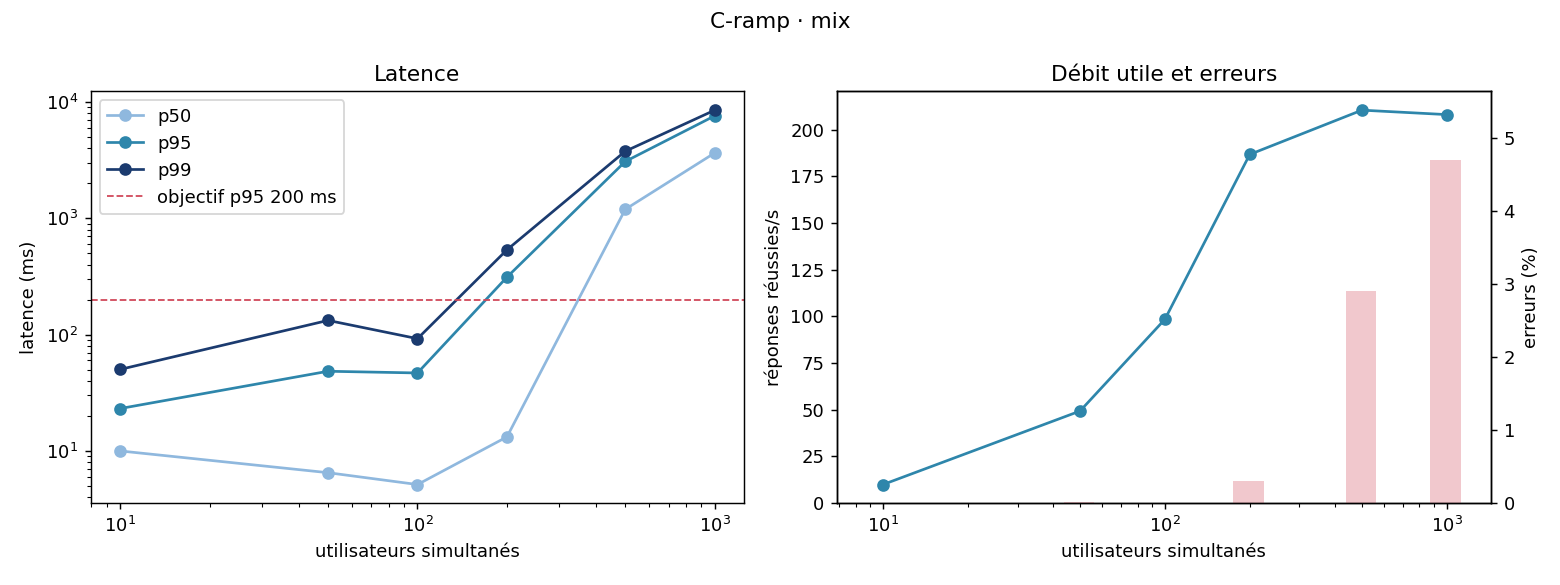 C-ramp · mix
Latence
10⁴
10³
10²
10¹
latence (ms)
p50
p95
p99
objectif p95 200 ms
10¹ 10² 10³
utilisateurs simultanés
Débit utile et erreurs
200
175
150
125
100
75
50
25
0
réponses réussies/s
5
4
3
2
1
0
erreurs (%)
10¹ 10² 10³
utilisateurs simultanés